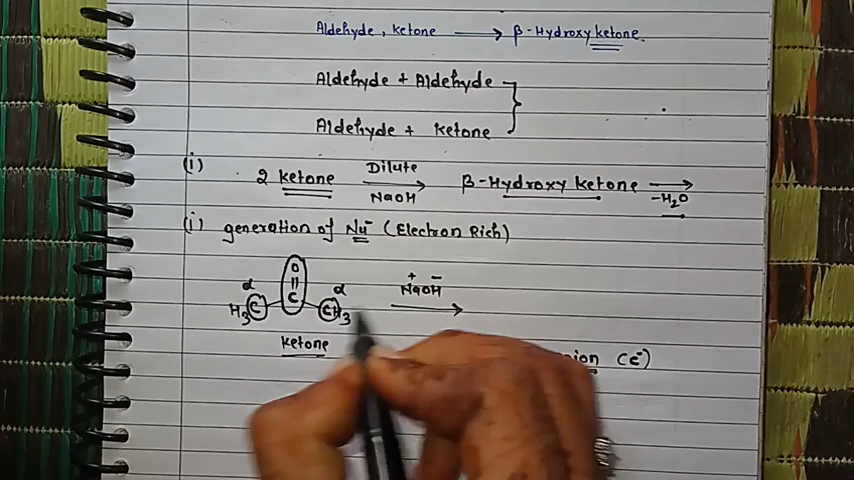 Aldehyde, ketone ⟶ β-Hydroxy ketone.
Aldehyde + Aldehyde
Aldehyde + ketone
(i) 2 ketone Dilute NaOH ⟶ β-Hydroxy ketone -H2O ⟶
(i) generation of Nu⁻ (Electron Rich)
O
α || α + −
H3C C CH3 NaOH ⟶
ketone
ion (c⁻)